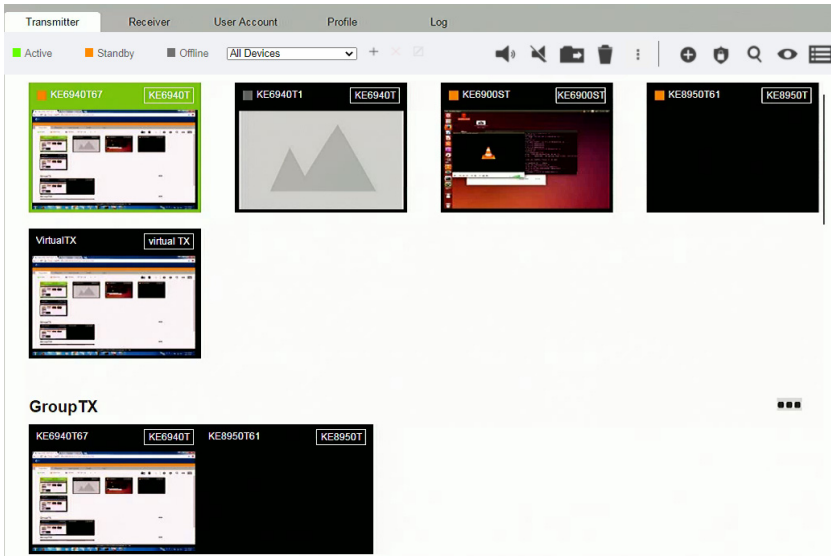 Transmitter Receiver User Account Profile Log
Active Standby Offline All Devices
KE6940T67 KE6940T KE6940T1 KE6940T KE6900ST KE6900ST KE8950T61 KE8950T
VirtualTX virtual TX
GroupTX
KE6940T67 KE6940T KE8950T61 KE8950T